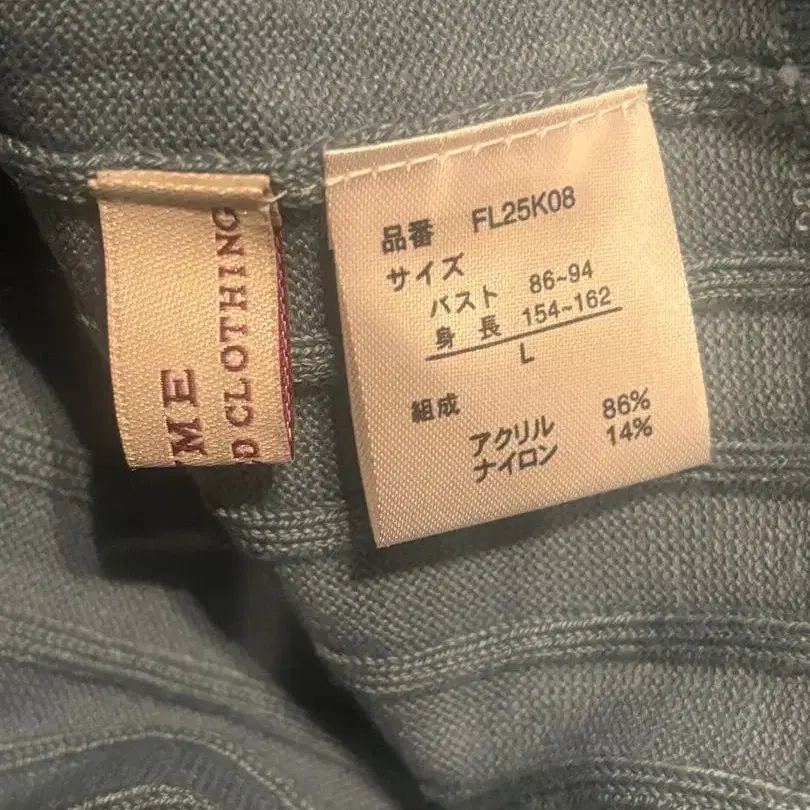 品番 FL25K08
サイズ
バスト 86~94
身長 154~162
L
組成
アクリル 86%
ナイロン 14%
CLOTHING